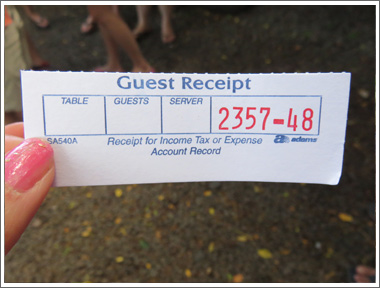 Guest Receipt
TABLE GUESTS SERVER 2357-48
SA540A Receipt for Income Tax or Expense adams
Account Record